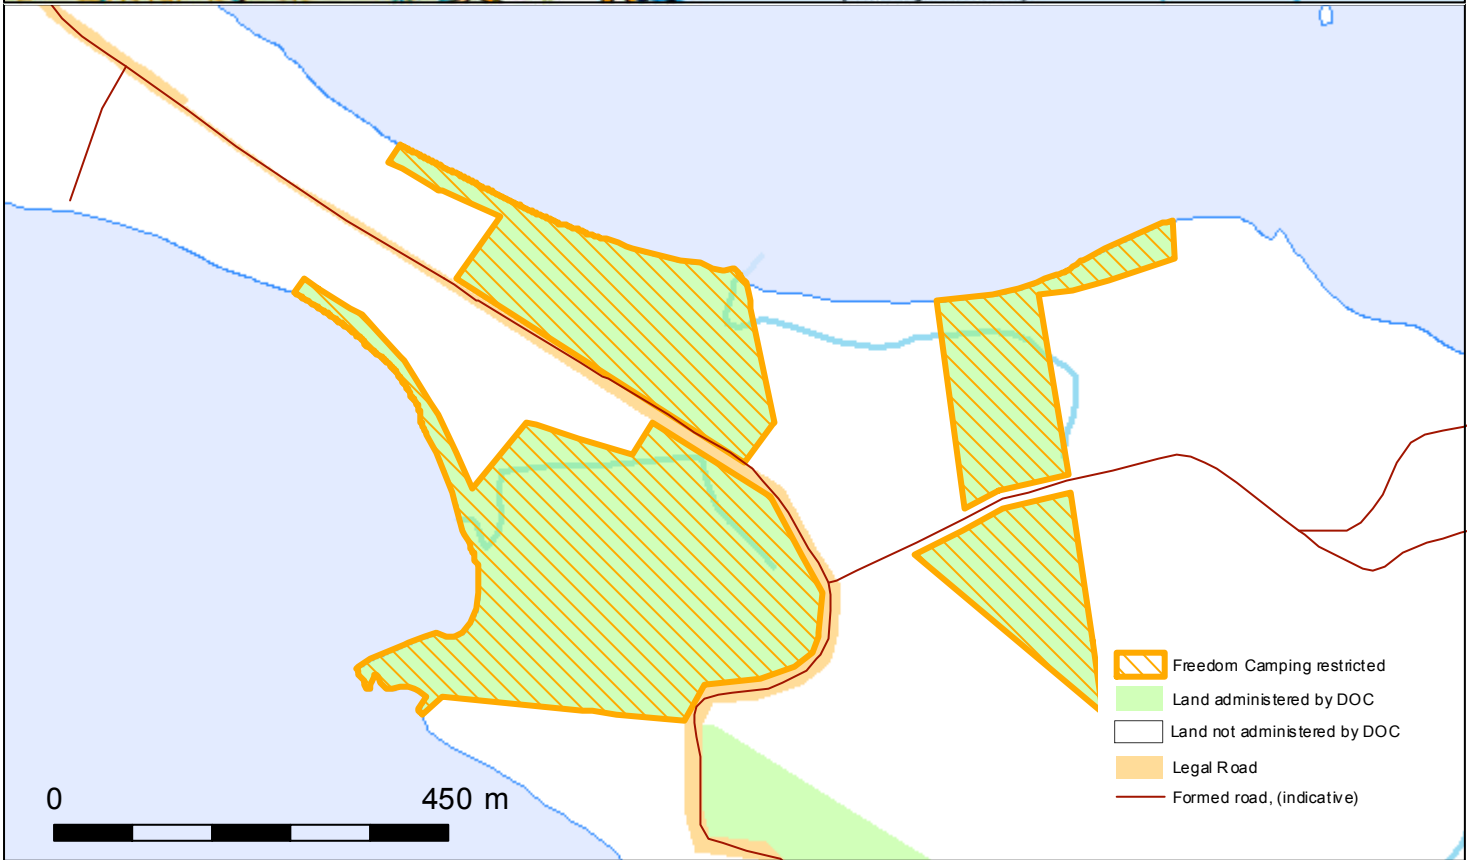 Freedom Camping restricted
Land administered by DOC
Land not administered by DOC
Legal Road
Formed road, (indicative)
0 450 m